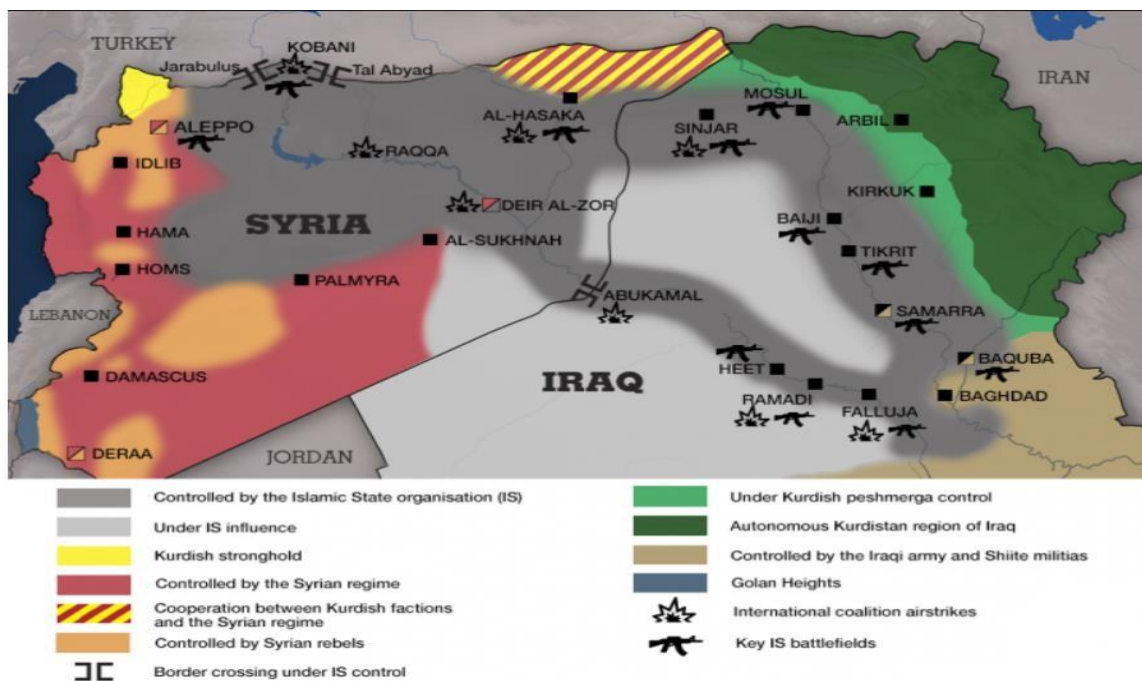 TURKEY
KOBANI
Jarabulus
Tal Abyad
IRAN
ALEPPO
AL-HASAKA
MOSUL
SINJAR
ARBIL
IDLIB
RAQQA
KIRKUK
DEIR AL-ZOR
SYRIA
HAMA
AL-SUKHNAH
BAIJI
TIKRIT
HOMS
PALMYRA
ABUKAMAL
LEBANON
SAMARRA
HEET
BAQUBA
DAMASCUS
IRAQ
RAMADI
BAGHDAD
FALLUJA
DERAA
JORDAN
Controlled by the Islamic State organisation (IS)
Under IS influence
Kurdish stronghold
Controlled by the Syrian regime
Cooperation between Kurdish factions
and the Syrian regime
Controlled by Syrian rebels
Border crossing under IS control
Under Kurdish peshmerga control
Autonomous Kurdistan region of Iraq
Controlled by the Iraqi army and Shiite militias
Golan Heights
International coalition airstrikes
Key IS battlefields